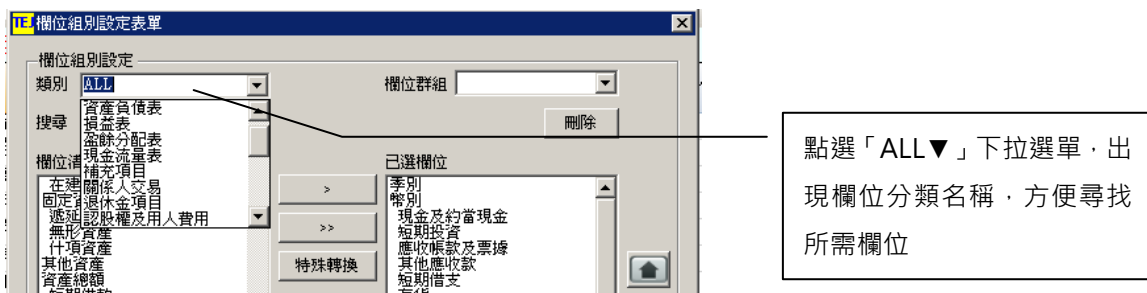 TEJ 欄位組別設定表單
欄位組別設定
類別 ALL
欄位群組
搜尋
刪除
資產負債表
損益表
盈餘分配表
現金流量表
補充項目
關係人交易
退休金項目
認股權及用人費用
欄位清
在建
固定資
遞延
無形資產
什項資產
其他資產
資產總額
短期借款
>
>>
特殊轉換
已選欄位
季別
幣別
現金及約當現金
短期投資
應收帳款及票據
其他應收款
短期借支
存貨
點選「ALL▼」下拉選單，出
現欄位分類名稱，方便尋找
所需欄位